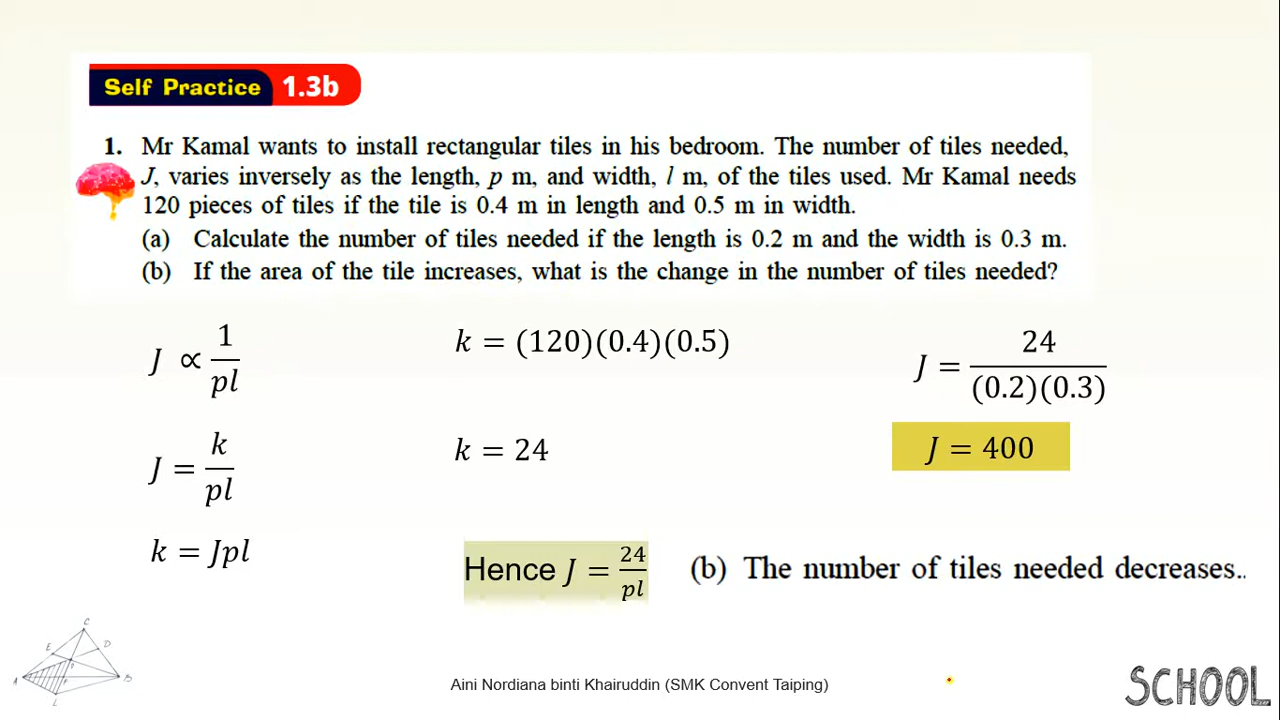 Self Practice 1.3b
1. Mr Kamal wants to install rectangular tiles in his bedroom. The number of tiles needed,
J, varies inversely as the length, p m, and width, l m, of the tiles used. Mr Kamal needs
120 pieces of tiles if the tile is 0.4 m in length and 0.5 m in width.
(a) Calculate the number of tiles needed if the length is 0.2 m and the width is 0.3 m.
(b) If the area of the tile increases, what is the change in the number of tiles needed?
J ∝ 1/pl
J = k/pl
k = Jpl
k = (120)(0.4)(0.5)
k = 24
Hence J = 24/pl
J = 24/(0.2)(0.3)
J = 400
(b) The number of tiles needed decreases..
C
E
D
A
B
L
Aini Nordiana binti Khairuddin (SMK Convent Taiping)
SCHOOL